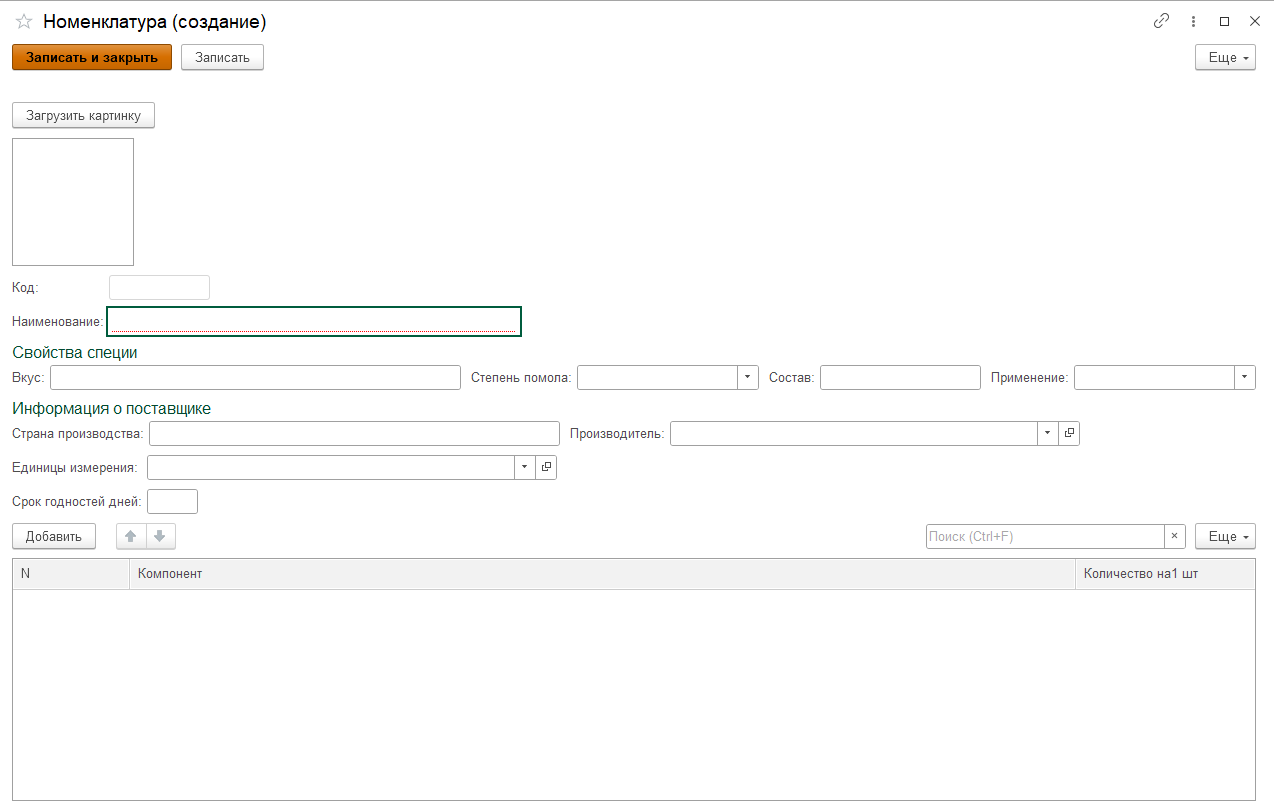 Номенклатура (создание)
Записать и закрыть Записать Еще
Загрузить картинку
Код:
Наименование:
Свойства специи
Вкус: Степень помола: Состав: Применение:
Информация о поставщике
Страна производства: Производитель:
Единицы измерения:
Срок годностей дней:
Добавить Поиск (Ctrl+F) × Еще
N Компонент Количество на1 шт